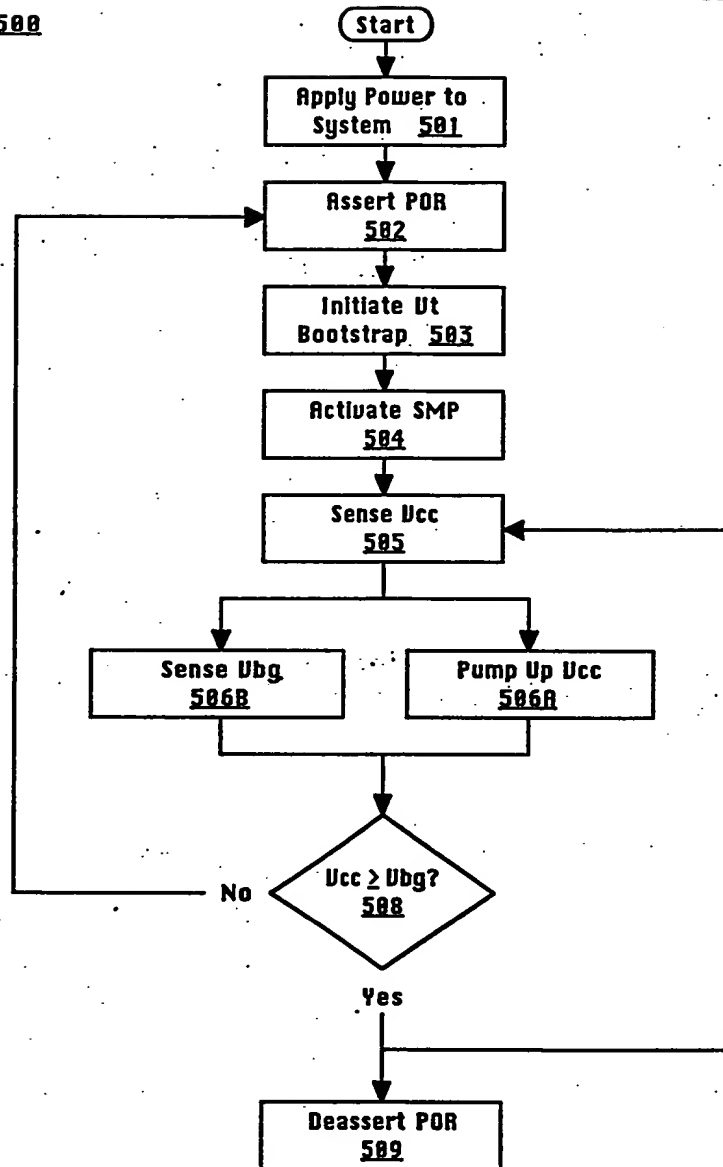 500
Start
Apply Power to
System 501
Assert POR
502
Initiate Vt
Bootstrap 503
Activate SMP
504
Sense Vcc
505
Sense Vbg
506B
Pump Up Vcc
506A
Vcc ≥ Vbg?
508
No
Yes
Deassert POR
509